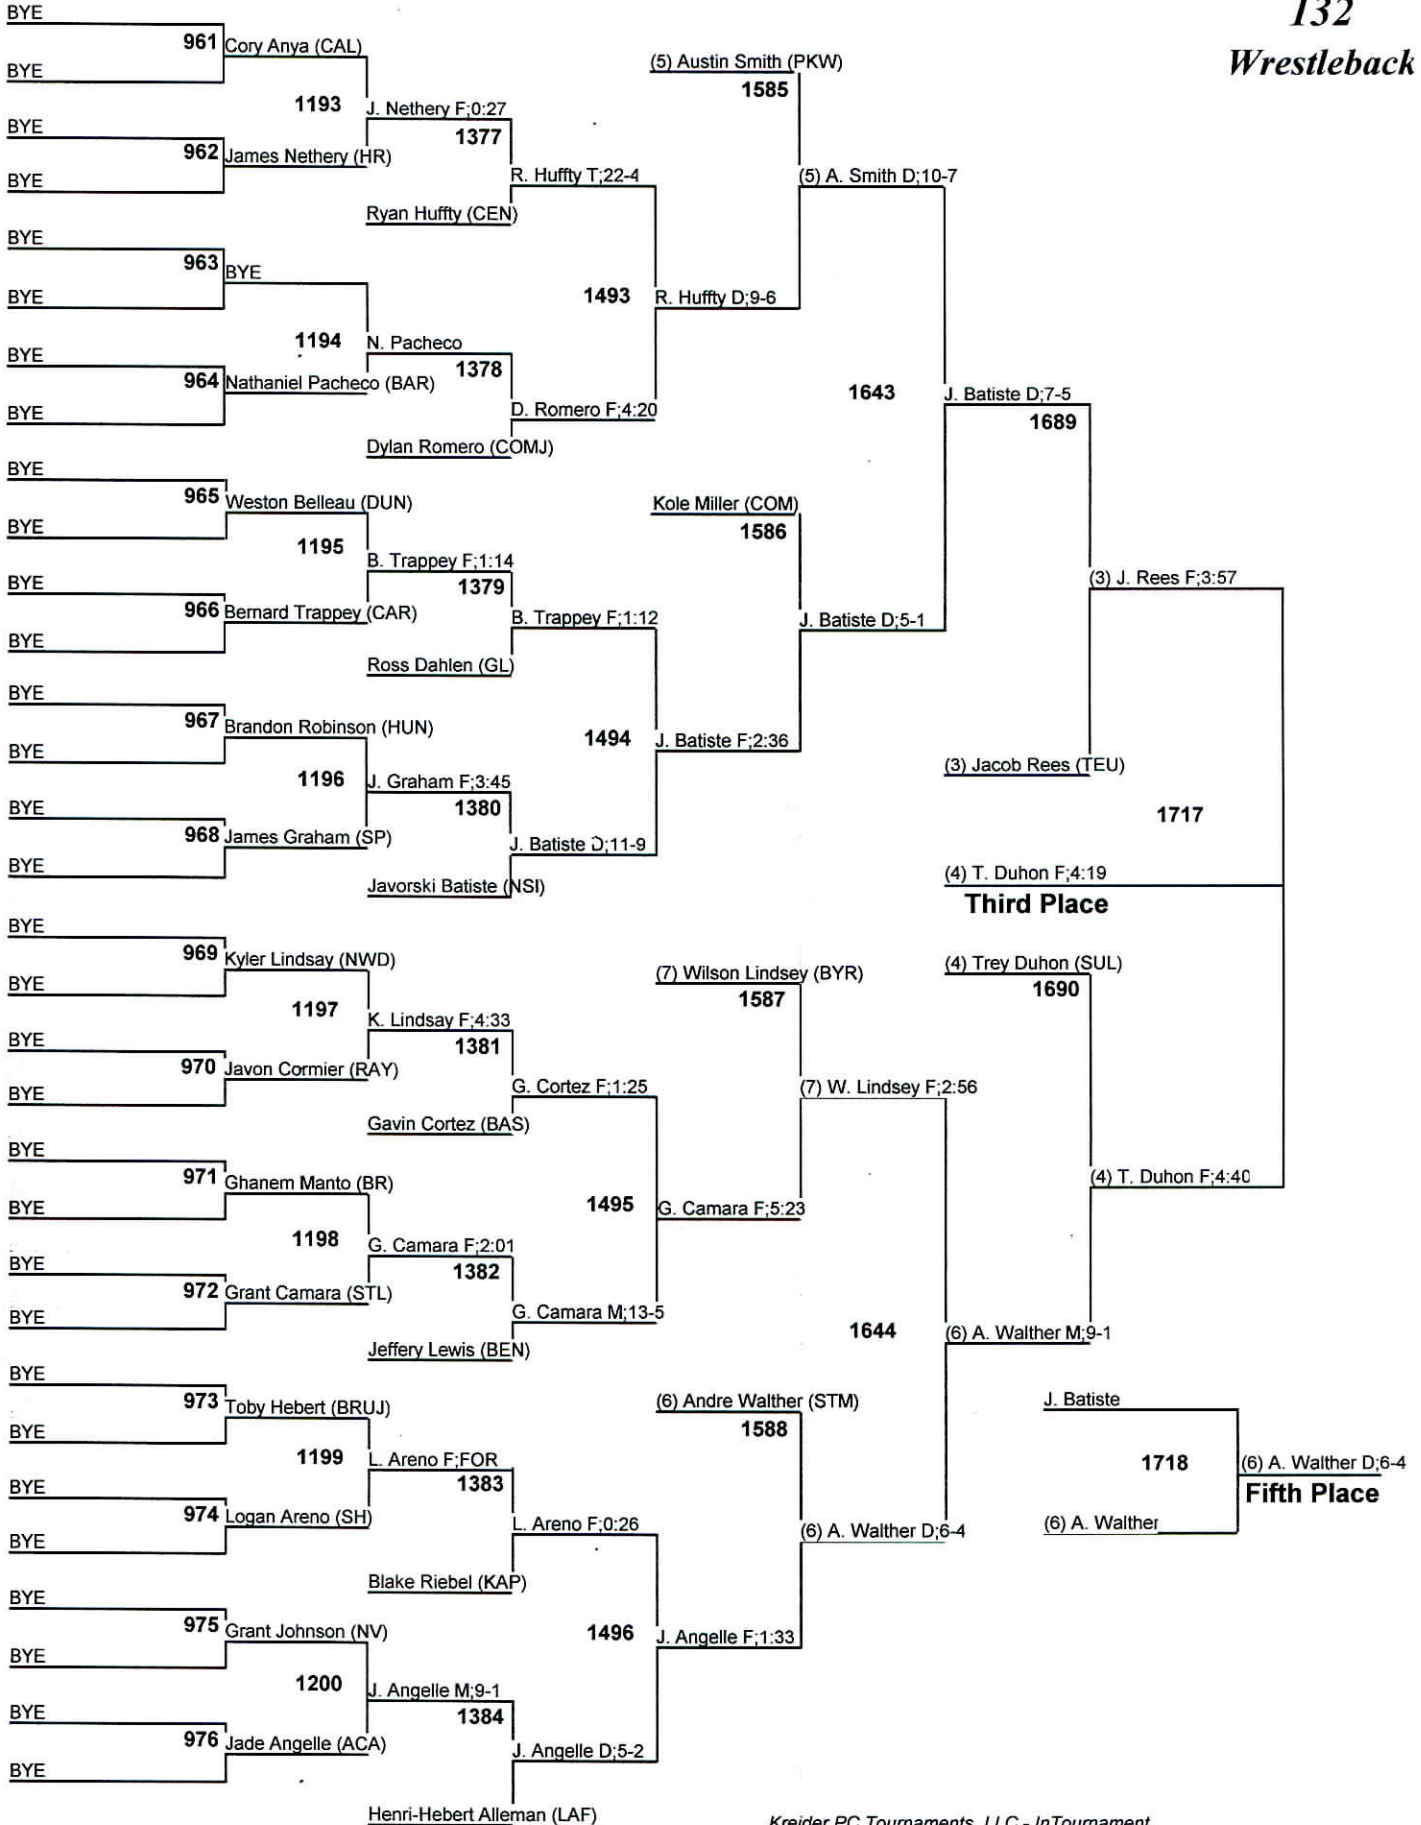 132
Wrestleback
BYE
961 Cory Anya (CAL)
BYE
1193 J. Nethery F;0:27
BYE
1377
962 James Nethery (HR)
BYE
R. Huffty T;22-4
Ryan Huffty (CEN)
(5) Austin Smith (PKW)
1585
(5) A. Smith D;10-7
BYE
963 BYE
BYE
1493 R. Huffty D;9-6
1194 N. Pacheco
BYE
1378
964 Nathaniel Pacheco (BAR)
BYE
D. Romero F;4:20
Dylan Romero (COMJ)
1643 J. Batiste D;7-5
1689
BYE
965 Weston Belleau (DUN)
BYE
1195 B. Trappey F;1:14
1379
BYE
966 Bernard Trappey (CAR)
BYE
B. Trappey F;1:12
Ross Dahlen (GL)
Kole Miller (COM)
1586
J. Batiste D;5-1
(3) J. Rees F;3:57
BYE
967 Brandon Robinson (HUN)
BYE
1494 J. Batiste F;2:36
1196 J. Graham F;3:45
1380
BYE
968 James Graham (SP)
BYE
J. Batiste D;11-9
Javorski Batiste (NSI)
(3) Jacob Rees (TEU)
1717
(4) T. Duhon F;4:19
Third Place
BYE
969 Kyler Lindsay (NWD)
BYE
1197 K. Lindsay F;4:33
1381
BYE
970 Javon Cormier (RAY)
BYE
G. Cortez F;1:25
Gavin Cortez (BAS)
(7) Wilson Lindsey (BYR)
1587
(7) W. Lindsey F;2:56
(4) Trey Duhon (SUL)
1690
BYE
971 Ghanem Manto (BR)
BYE
1495 G. Camara F;5:23
(4) T. Duhon F;4:40
1198 G. Camara F;2:01
1382
BYE
972 Grant Camara (STL)
BYE
G. Camara M;13-5
Jeffery Lewis (BEN)
1644 (6) A. Walther M;9-1
BYE
973 Toby Hebert (BRUJ)
BYE
1199 L. Areno F;FOR
1383
BYE
974 Logan Areno (SH)
BYE
L. Areno F;0:26
Blake Riebel (KAP)
(6) Andre Walther (STM)
1588
(6) A. Walther D;6-4
J. Batiste
1718 (6) A. Walther D;6-4
Fifth Place
(6) A. Walther
BYE
975 Grant Johnson (NV)
BYE
1496 J. Angelle F;1:33
1200 J. Angelle M;9-1
1384
BYE
976 Jade Angelle (ACA)
BYE
J. Angelle D;5-2
Henri-Hebert Alleman (LAF)
Kreider PC Tournaments, LLC - InTournament